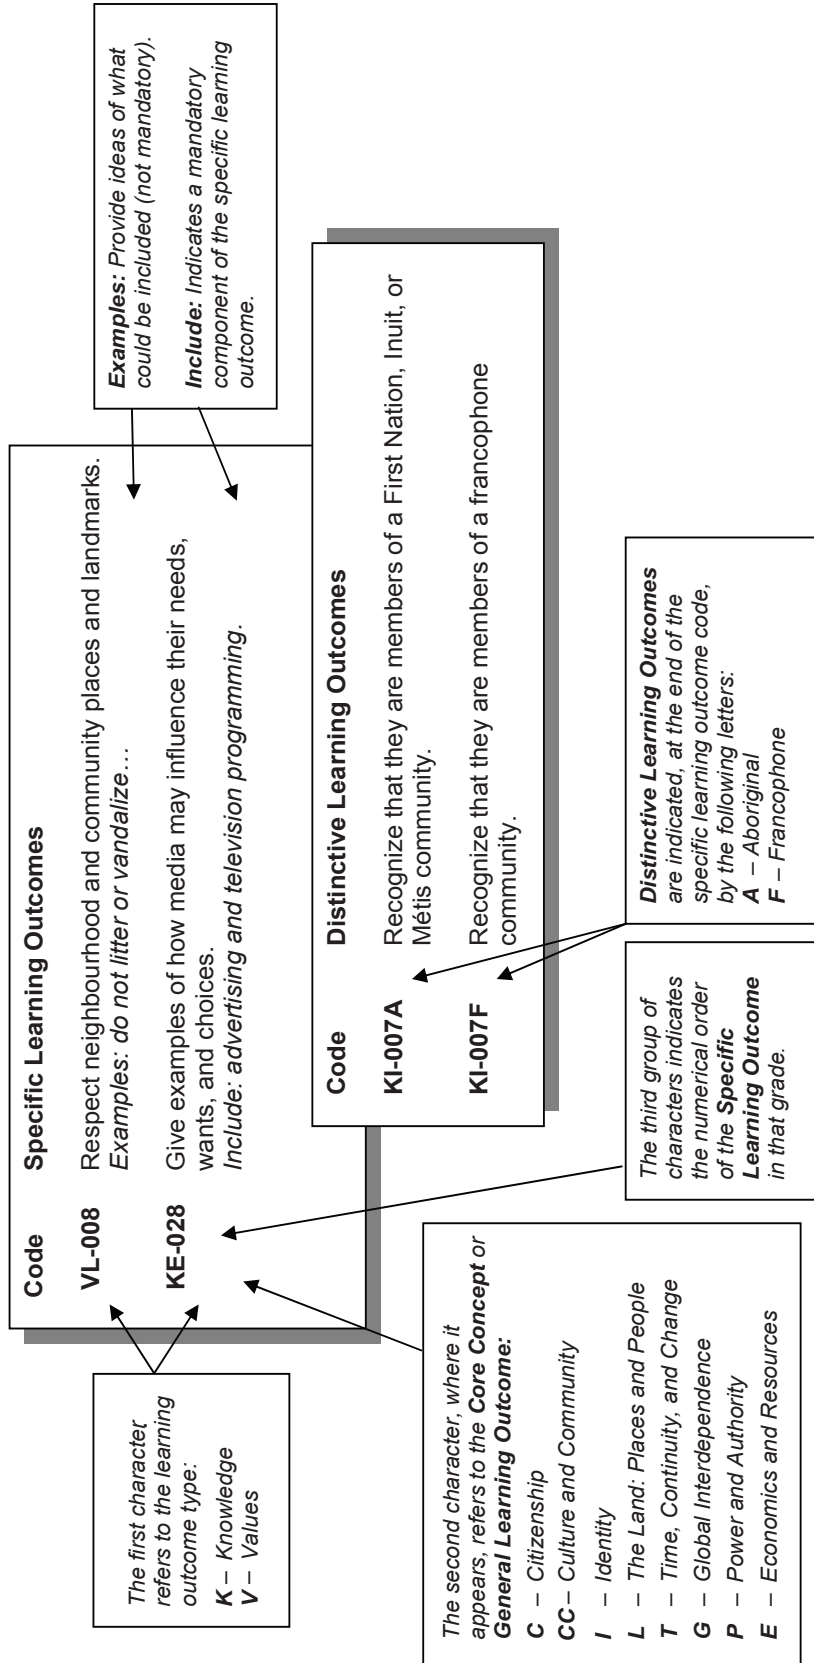 Code Specific Learning Outcomes
VL-008 Respect neighbourhood and community places and landmarks.
Examples: do not litter or vandalize…
KE-028 Give examples of how media may influence their needs,
wants, and choices.
Include: advertising and television programming.
Examples: Provide ideas of what
could be included (not mandatory).
Include: Indicates a mandatory
component of the specific learning
outcome.
Code Distinctive Learning Outcomes
KI-007A Recognize that they are members of a First Nation, Inuit, or
Métis community.
KI-007F Recognize that they are members of a francophone
community.
The first character
refers to the learning
outcome type:
K – Knowledge
V – Values
The second character, where it
appears, refers to the Core Concept or
General Learning Outcome:
C – Citizenship
CC – Culture and Community
I – Identity
L – The Land: Places and People
T – Time, Continuity, and Change
G – Global Interdependence
P – Power and Authority
E – Economics and Resources
The third group of
characters indicates
the numerical order
of the Specific
Learning Outcome
in that grade.
Distinctive Learning Outcomes
are indicated, at the end of the
specific learning outcome code,
by the following letters:
A – Aboriginal
F – Francophone